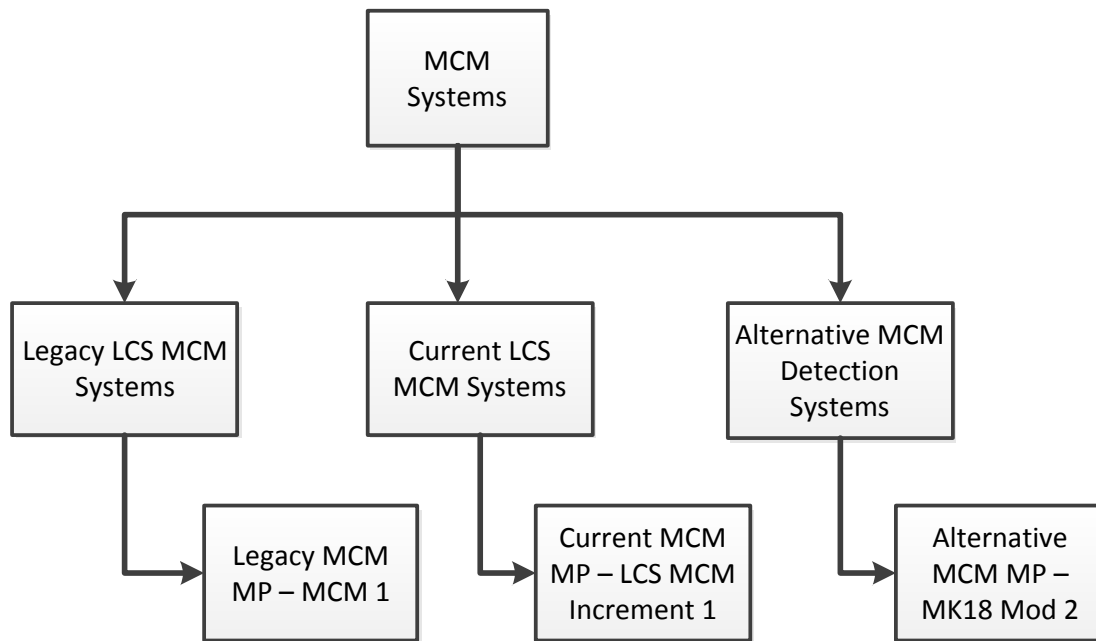 MCM
Systems
Legacy LCS MCM
Systems
Current LCS
MCM Systems
Alternative MCM
Detection
Systems
Legacy MCM
MP – MCM 1
Current MCM
MP – LCS MCM
Increment 1
Alternative
MCM MP –
MK18 Mod 2